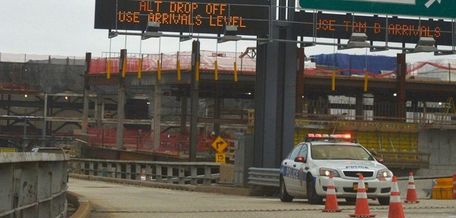 ALT DROP OFF
USE ARRIVALS LEVEL
USE TPM B ARRIVALS